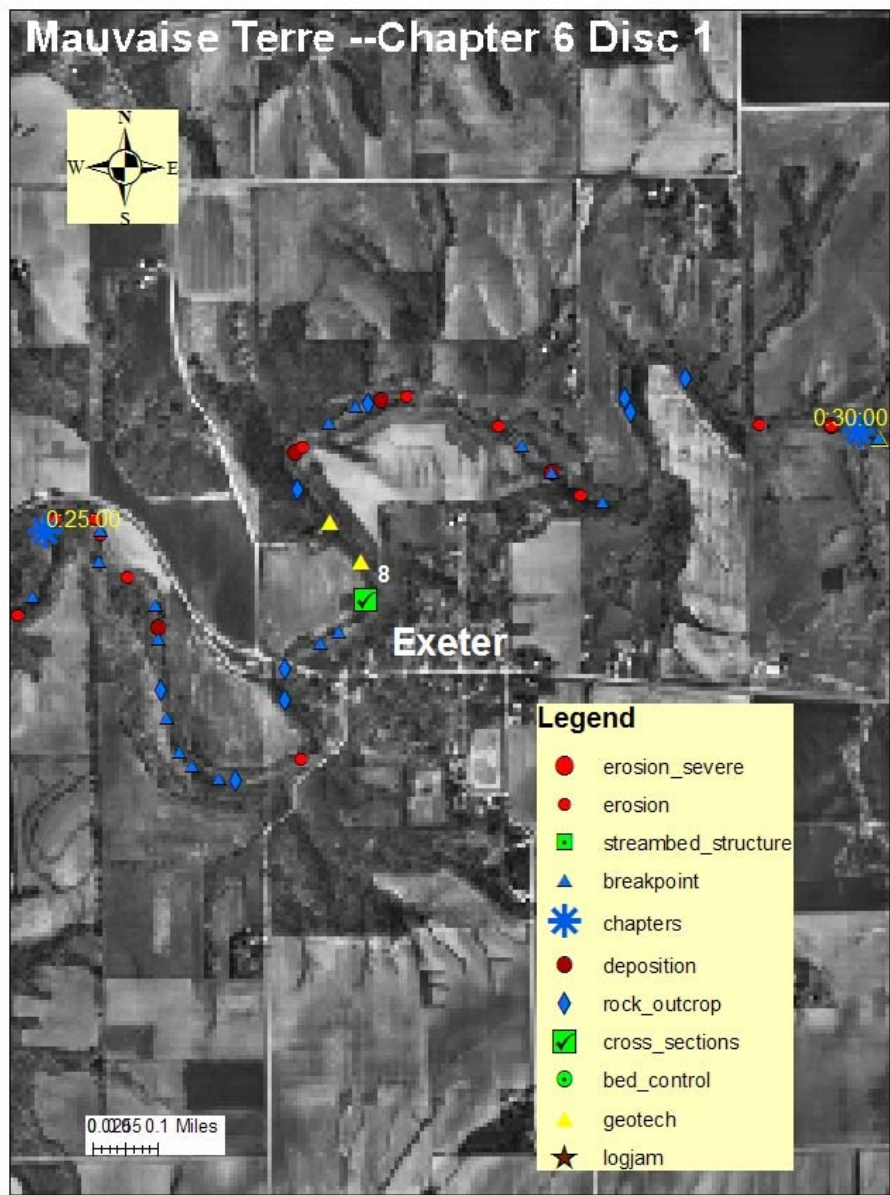 Mauvaise Terre --Chapter 6 Disc 1
N
W E
S
0:30:00
0:25:00
8
Exeter
Legend
erosion_severe
erosion
streambed_structure
breakpoint
chapters
deposition
rock_outcrop
cross_sections
bed_control
geotech
logjam
0.1 Miles